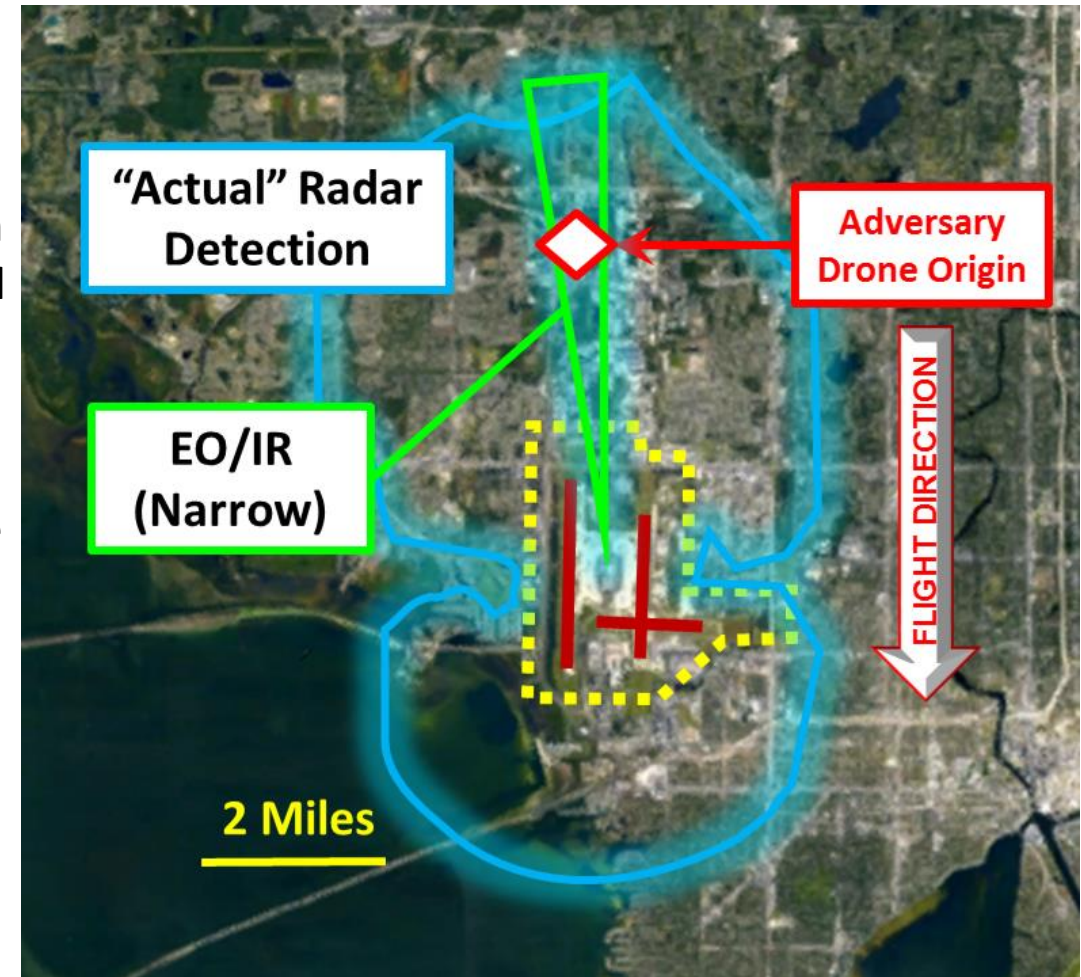 “Actual” Radar
Detection
Adversary
Drone Origin
EO/IR
(Narrow)
FLIGHT DIRECTION
2 Miles